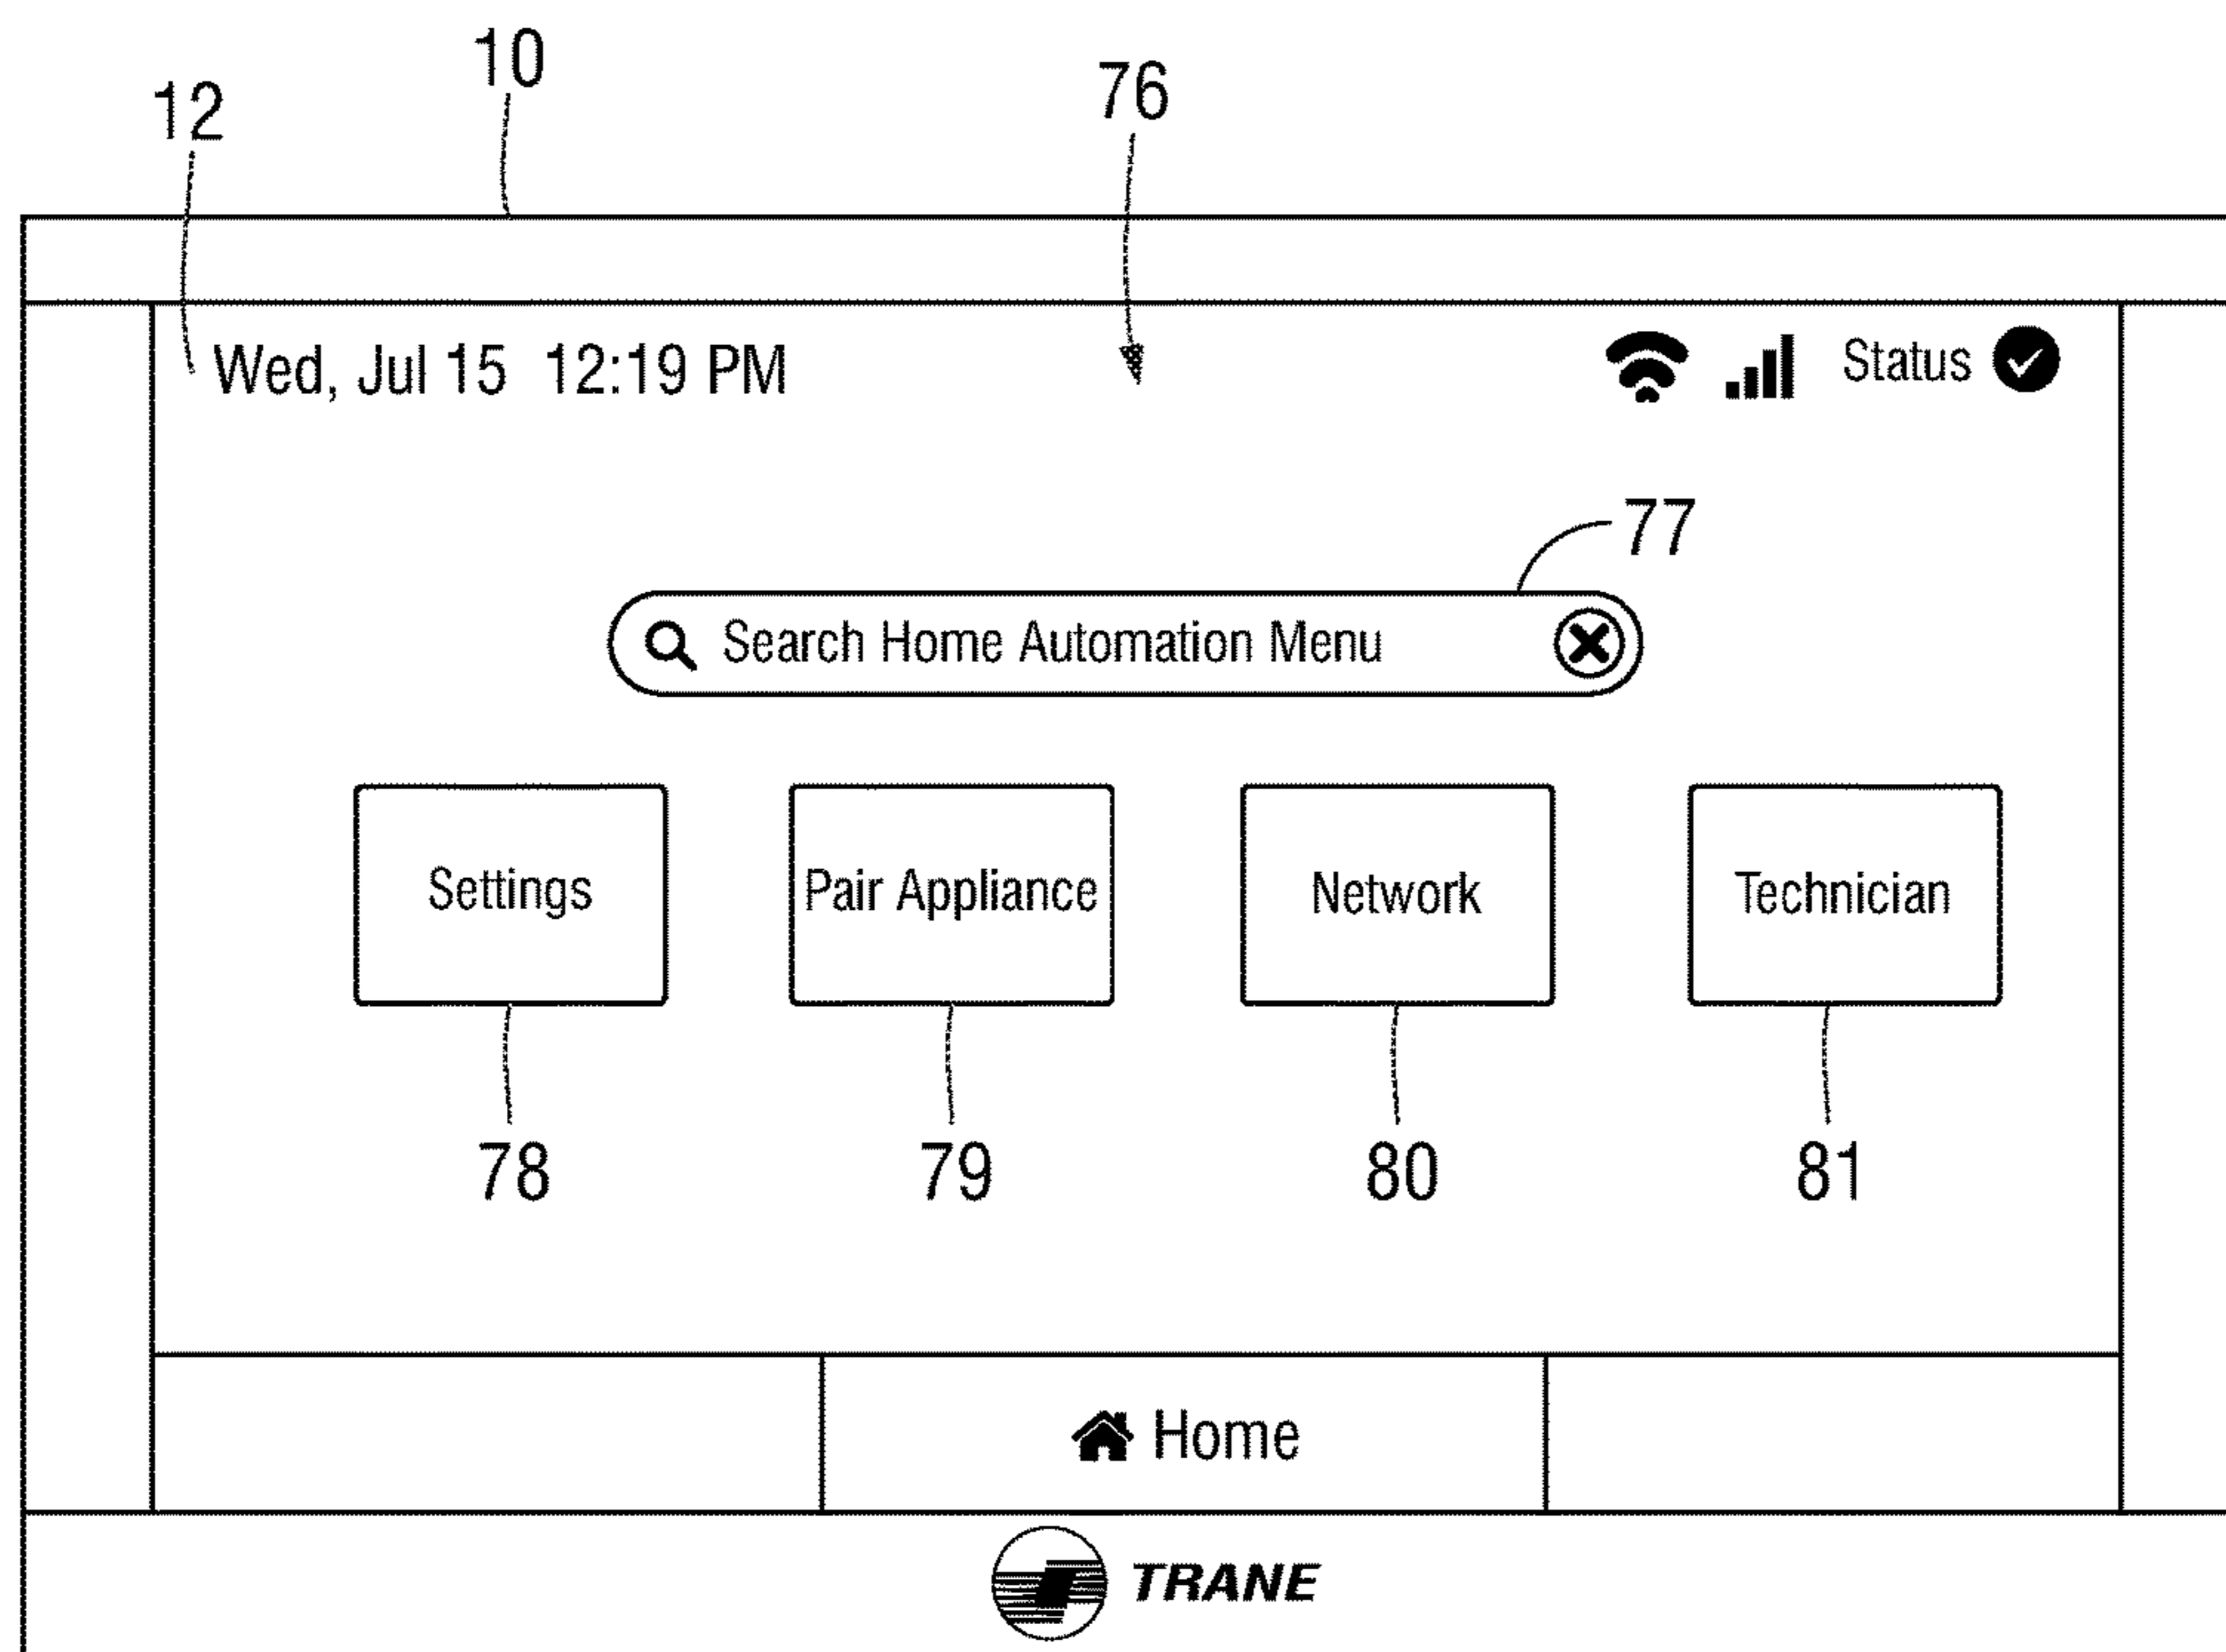 10
12
76
Wed, Jul 15 12:19 PM
Status
77
Search Home Automation Menu
Settings
Pair Appliance
Network
Technician
78
79
80
81
Home
TRANE